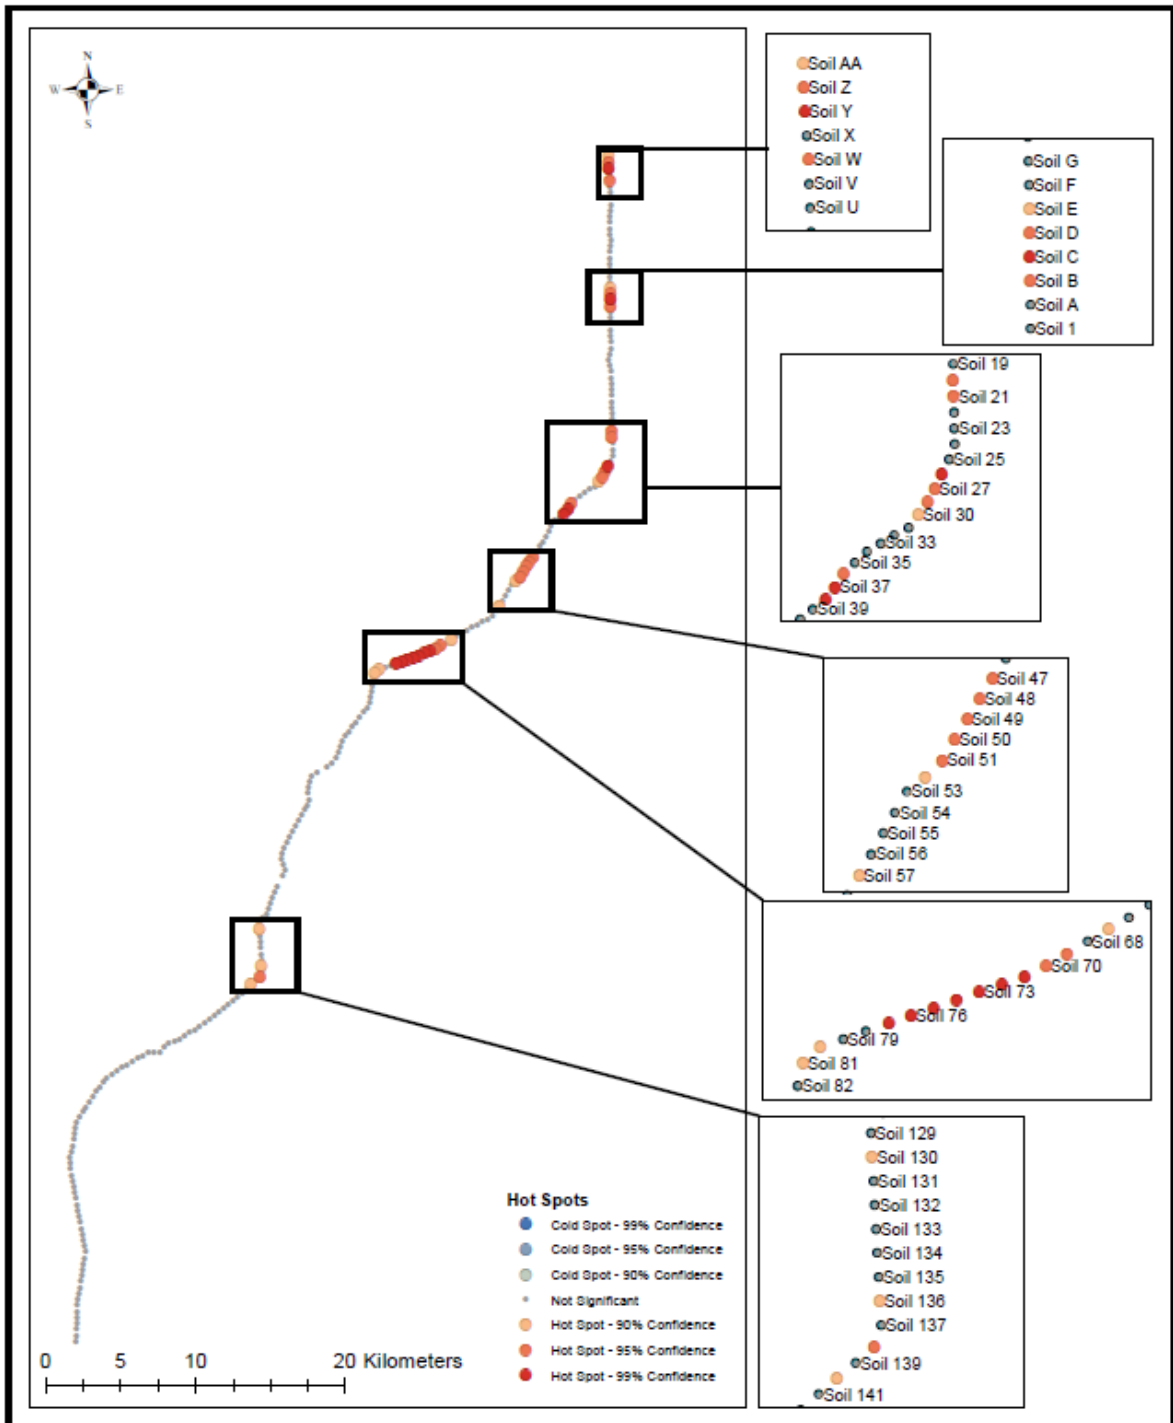 N
W E
S
Soil AA
Soil Z
Soil Y
Soil X
Soil W
Soil V
Soil U
Soil G
Soil F
Soil E
Soil D
Soil C
Soil B
Soil A
Soil 1
Soil 19
Soil 21
Soil 23
Soil 25
Soil 27
Soil 30
Soil 33
Soil 35
Soil 37
Soil 39
Soil 47
Soil 48
Soil 49
Soil 50
Soil 51
Soil 53
Soil 54
Soil 55
Soil 56
Soil 57
Soil 68
Soil 70
Soil 73
Soil 76
Soil 79
Soil 81
Soil 82
Soil 129
Soil 130
Soil 131
Soil 132
Soil 133
Soil 134
Soil 135
Soil 136
Soil 137
Soil 139
Soil 141
Hot Spots
Cold Spot - 99% Confidence
Cold Spot - 95% Confidence
Cold Spot - 90% Confidence
Not Significant
Hot Spot - 90% Confidence
Hot Spot - 95% Confidence
Hot Spot - 99% Confidence
0 5 10 20 Kilometers